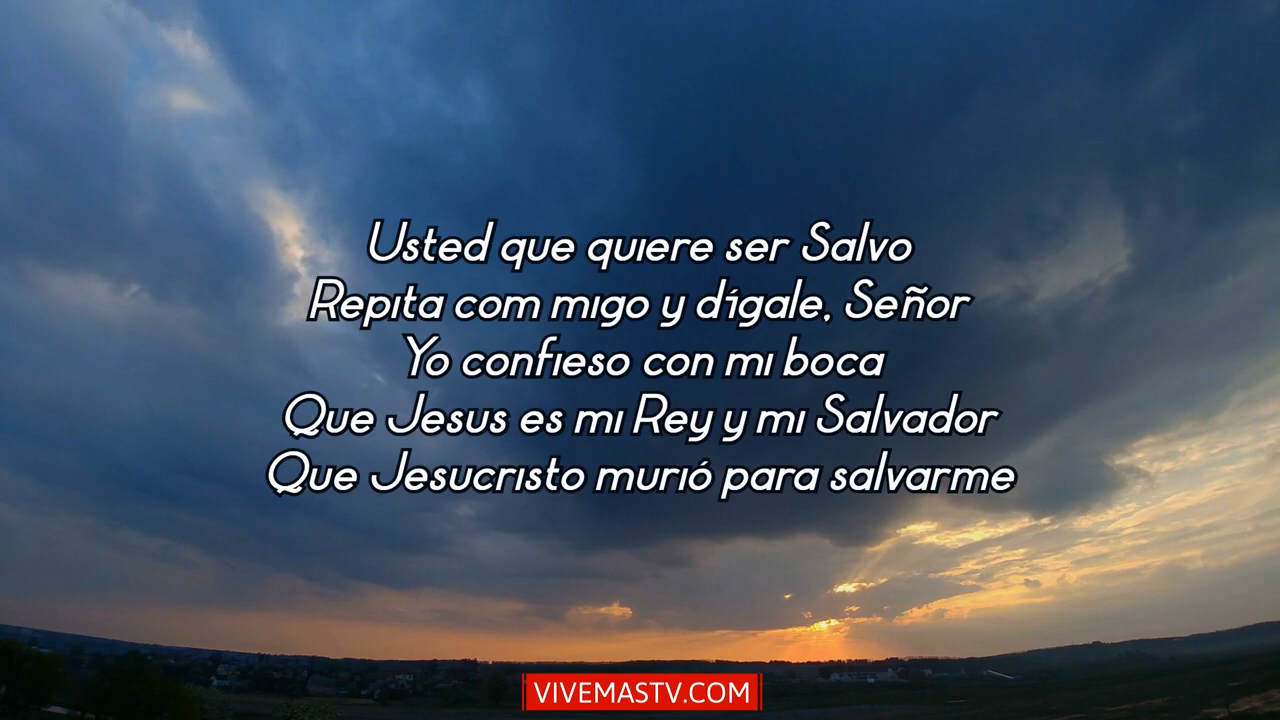 Usted que quiere ser Salvo
Repita com migo y dígale, Señor
Yo confieso con mi boca
Que Jesus es mi Rey y mi Salvador
Que Jesucristo murió para salvarme
VIVEMASTV.COM